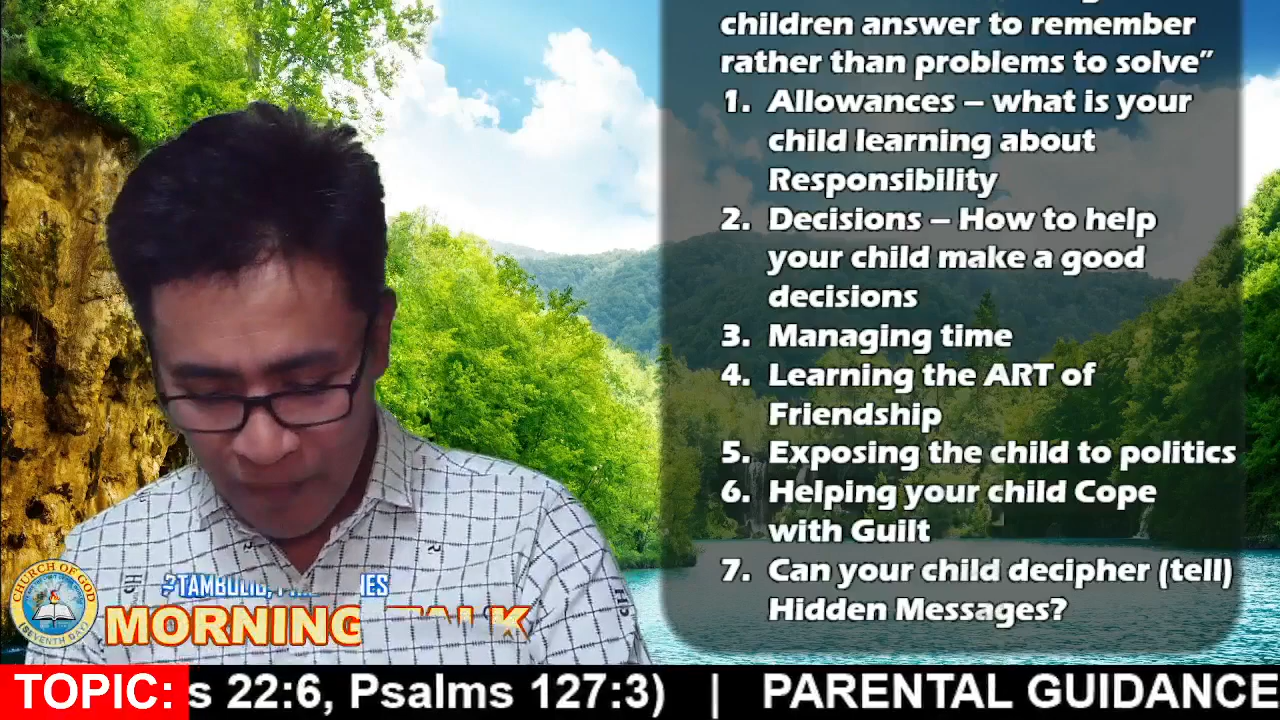 children answer to remember
rather than problems to solve”
1. Allowances – what is your
child learning about
Responsibility
2. Decisions – How to help
your child make a good
decisions
3. Managing time
4. Learning the ART of
Friendship
5. Exposing the child to politics
6. Helping your child Cope
with Guilt
7. Can your child decipher (tell)
Hidden Messages?
CHURCH OF GOD
(SEVENTH DAY)
MORNING TALK
TOPIC: s 22:6, Psalms 127:3) | PARENTAL GUIDANCE